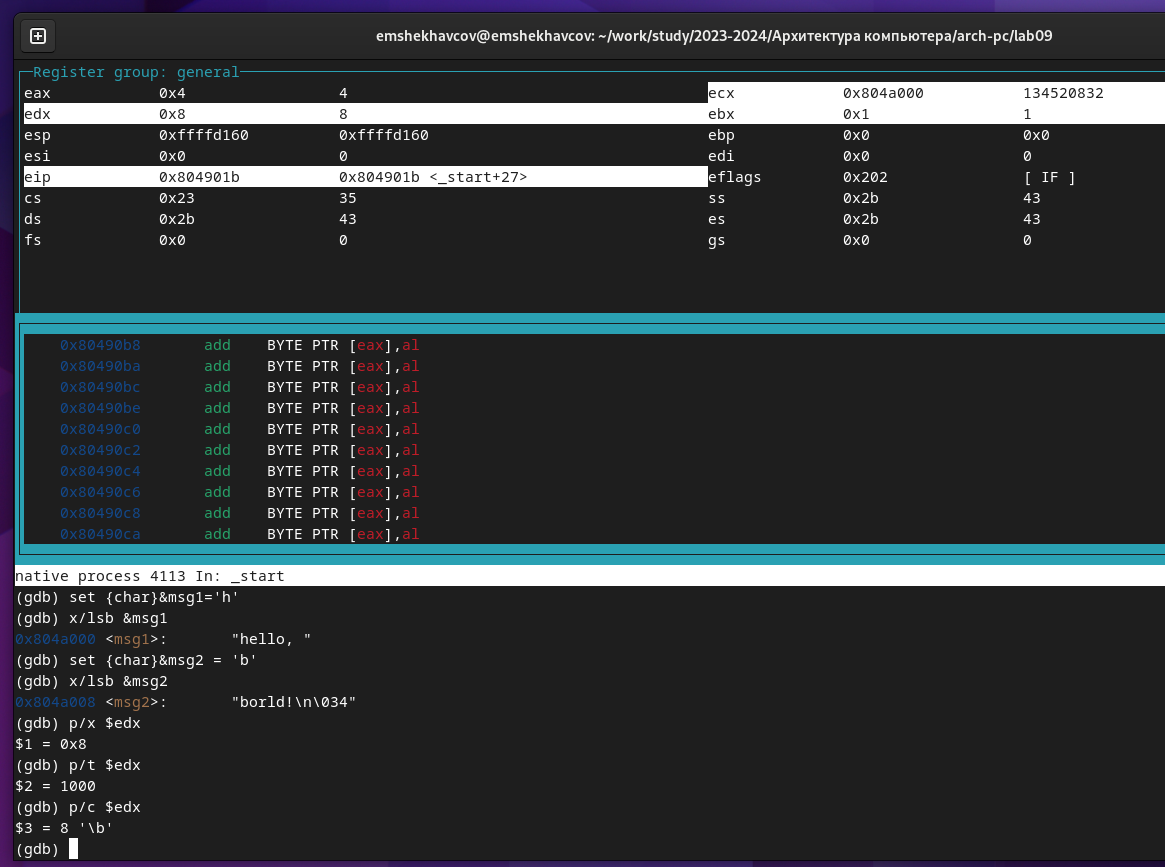 emshekhavcov@emshekhavcov: ~/work/study/2023-2024/Архитектура компьютера/arch-pc/lab09
Register group: general
eax 0x4 4 ecx 0x804a000 134520832
edx 0x8 8 ebx 0x1 1
esp 0xffffd160 0xffffd160 ebp 0x0 0x0
esi 0x0 0 edi 0x0 0
eip 0x804901b 0x804901b <_start+27> eflags 0x202 [ IF ]
cs 0x23 35 ss 0x2b 43
ds 0x2b 43 es 0x2b 43
fs 0x0 0 gs 0x0 0
0x80490b8 add BYTE PTR [eax],al
0x80490ba add BYTE PTR [eax],al
0x80490bc add BYTE PTR [eax],al
0x80490be add BYTE PTR [eax],al
0x80490c0 add BYTE PTR [eax],al
0x80490c2 add BYTE PTR [eax],al
0x80490c4 add BYTE PTR [eax],al
0x80490c6 add BYTE PTR [eax],al
0x80490c8 add BYTE PTR [eax],al
0x80490ca add BYTE PTR [eax],al
native process 4113 In: _start
(gdb) set {char}&msg1='h'
(gdb) x/lsb &msg1
0x804a000 <msg1>: "hello, "
(gdb) set {char}&msg2 = 'b'
(gdb) x/lsb &msg2
0x804a008 <msg2>: "borld!\n\034"
(gdb) p/x $edx
$1 = 0x8
(gdb) p/t $edx
$2 = 1000
(gdb) p/c $edx
$3 = 8 '\b'
(gdb)